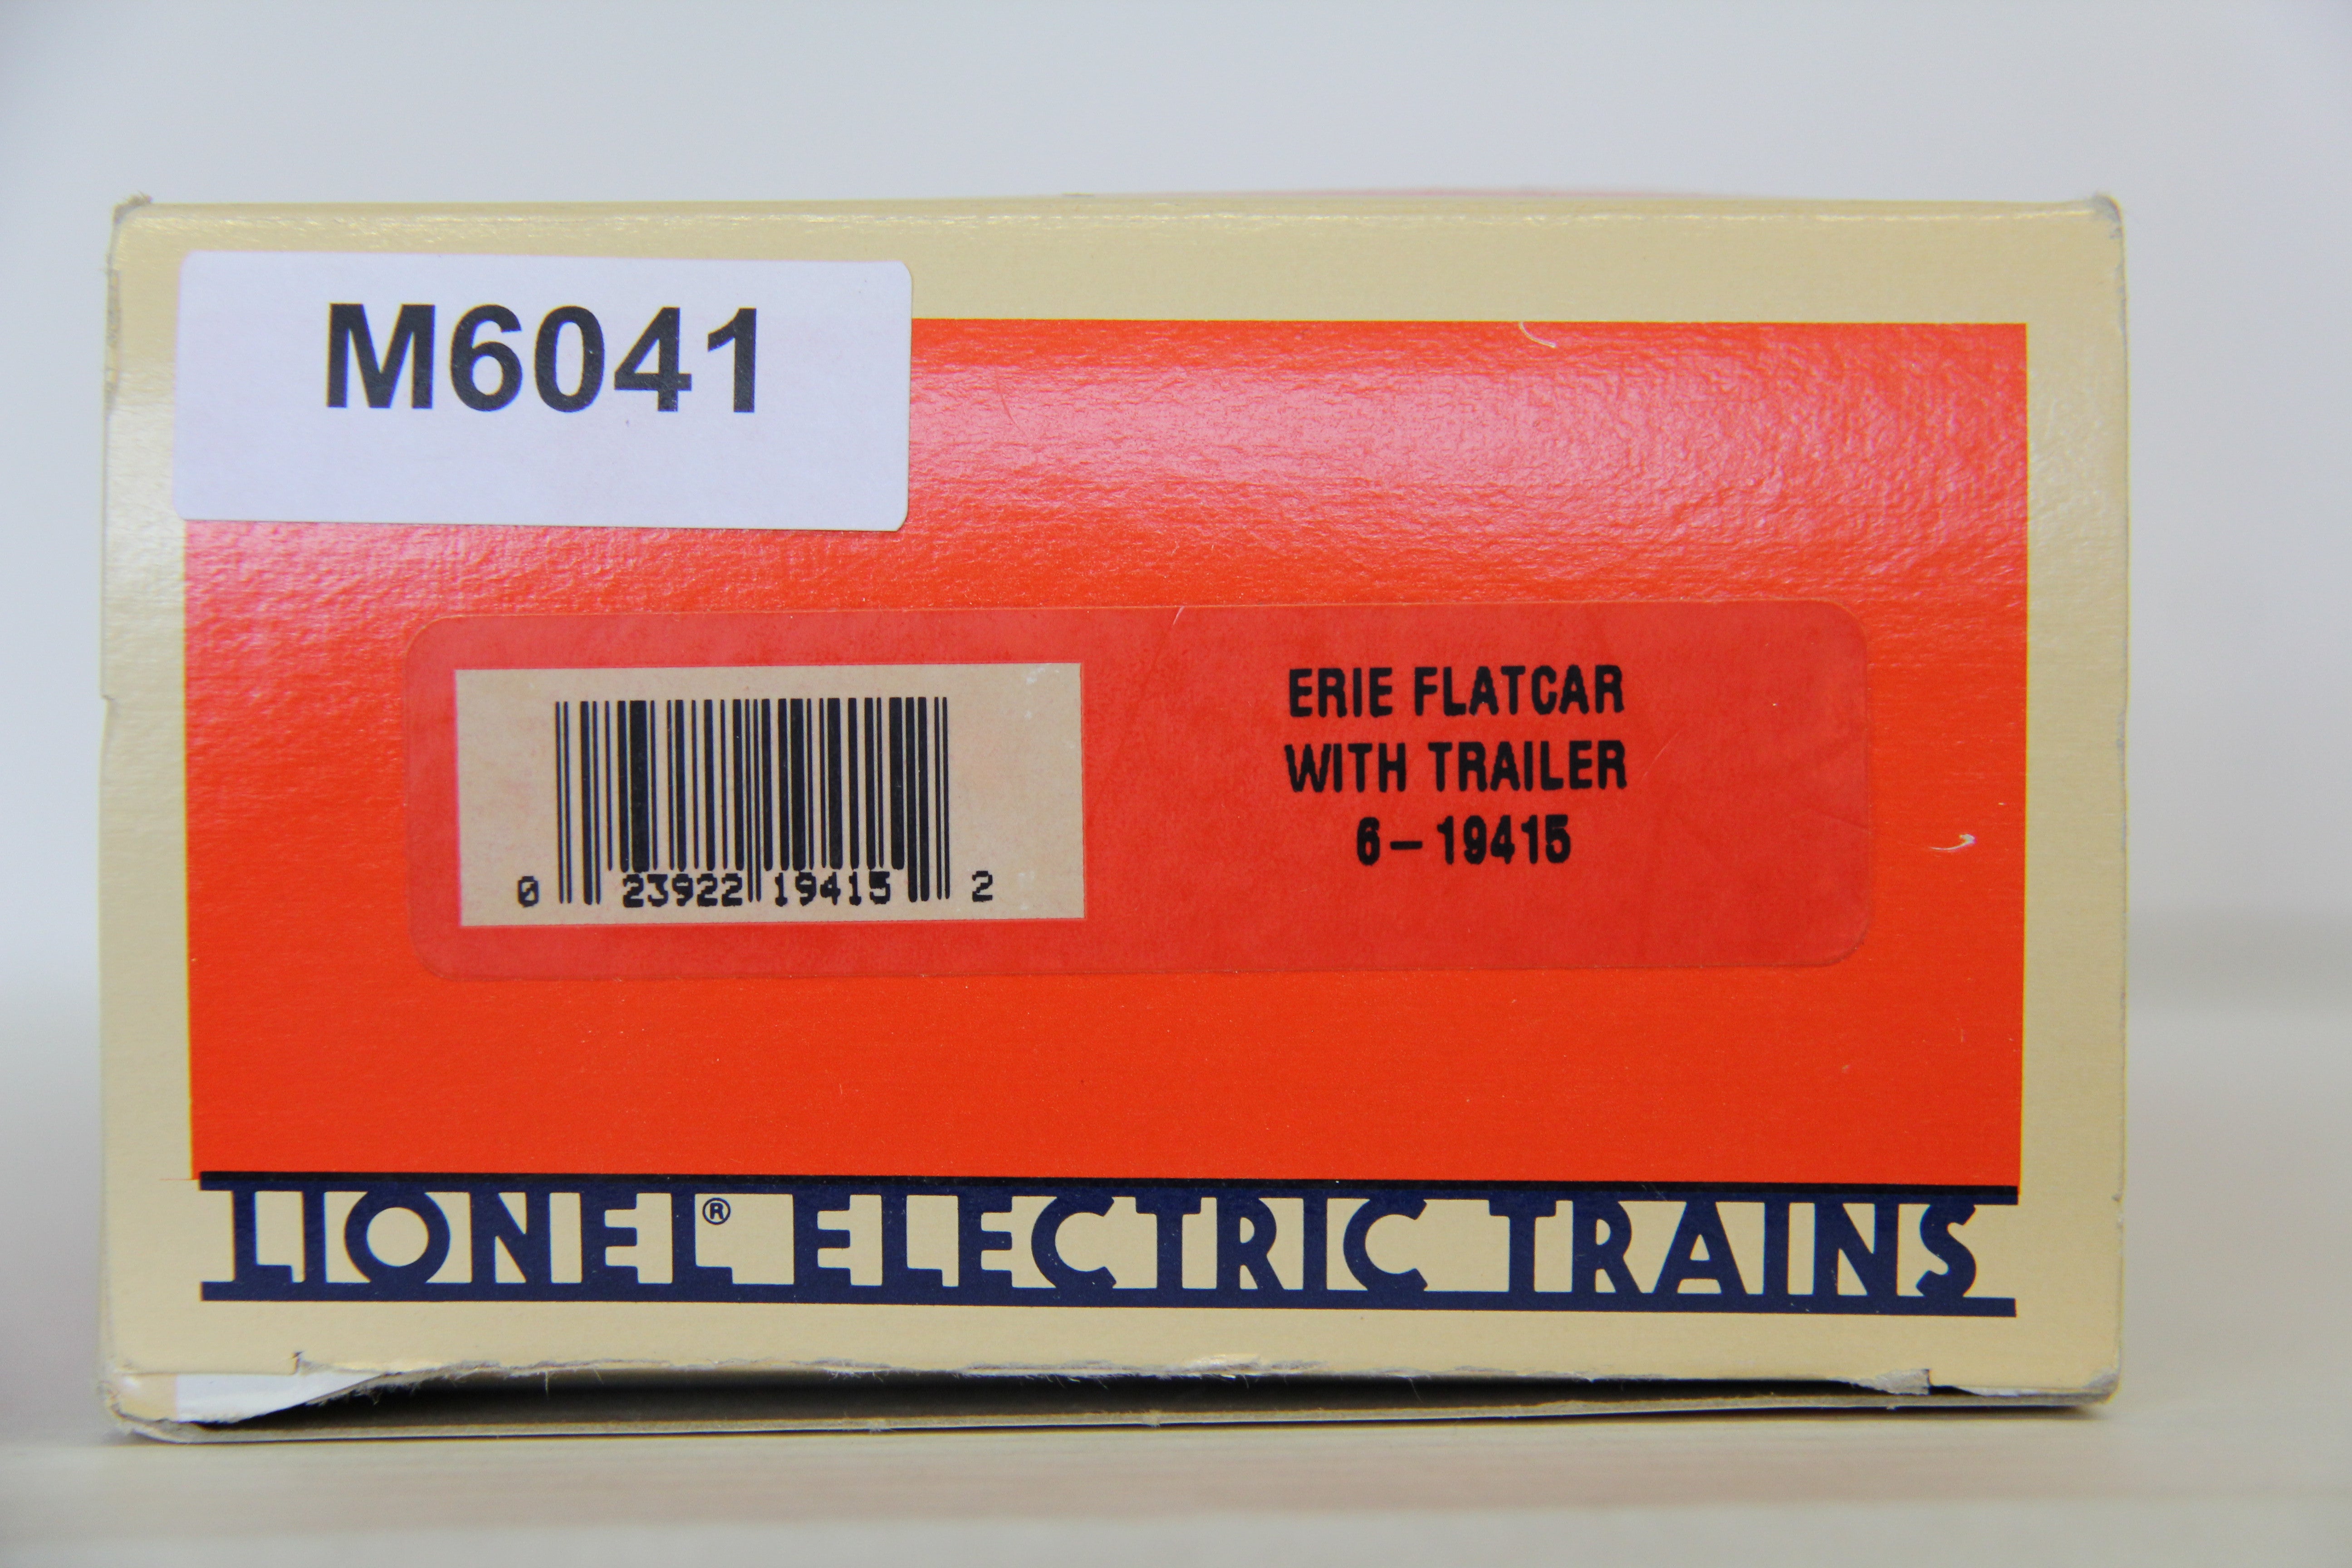 M6041
ERIE FLATCAR
WITH TRAILER
6-19415
0 23922 19415 2
LIONEL® ELECTRIC TRAINS